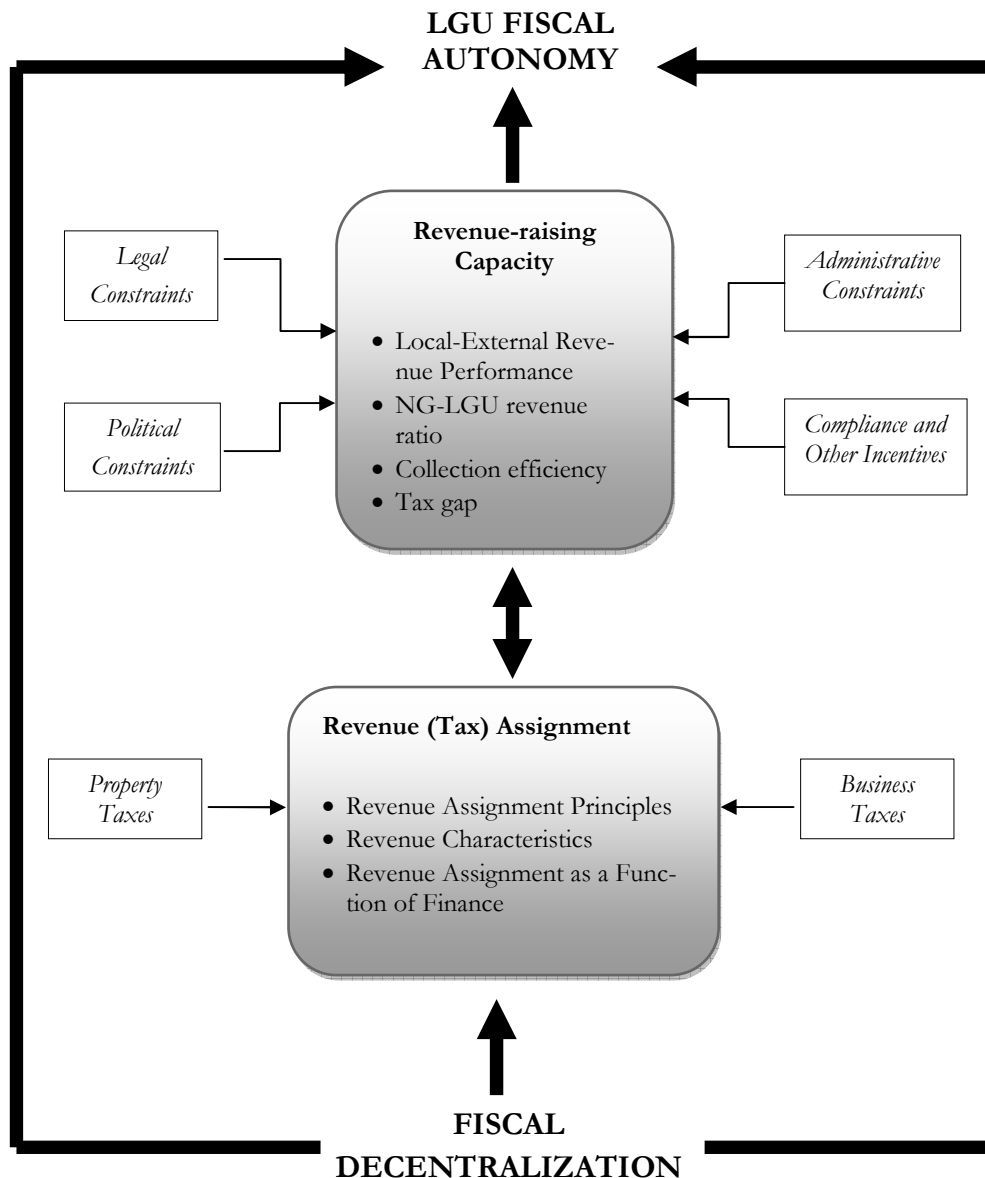 LGU FISCAL
AUTONOMY
Revenue-raising
Capacity
• Local-External Reve-
nue Performance
• NG-LGU revenue
ratio
• Collection efficiency
• Tax gap
Legal
Constraints
Political
Constraints
Administrative
Constraints
Compliance and
Other Incentives
Revenue (Tax) Assignment
• Revenue Assignment Principles
• Revenue Characteristics
• Revenue Assignment as a Func-
tion of Finance
Property
Taxes
Business
Taxes
FISCAL
DECENTRALIZATION